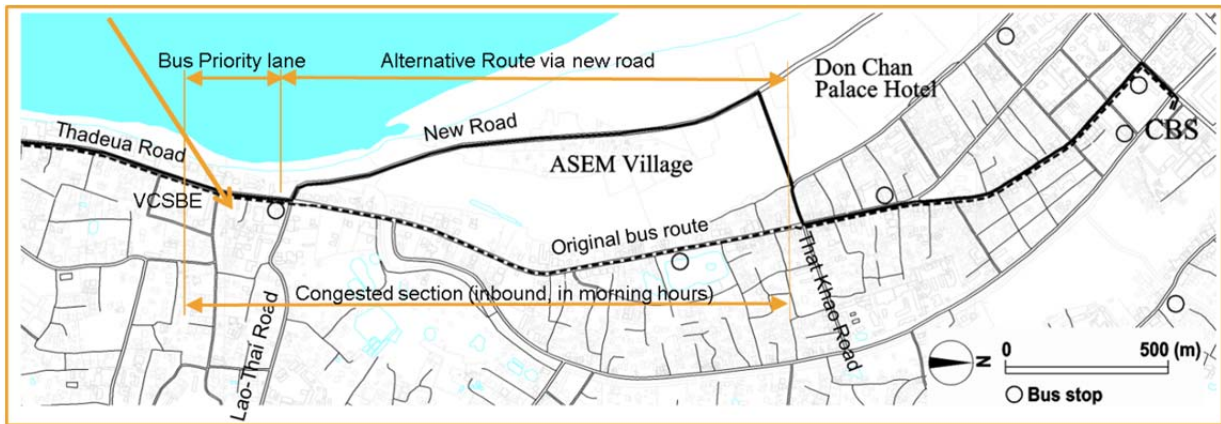 Bus Priority lane
Alternative Route via new road
Don Chan
Palace Hotel
Thadeua Road
New Road
CBS
ASEM Village
VCSBE
Original bus route
Congested section (inbound, in morning hours)
Lao-Thai Road
That Khao Road
N
0 500 (m)
Bus stop